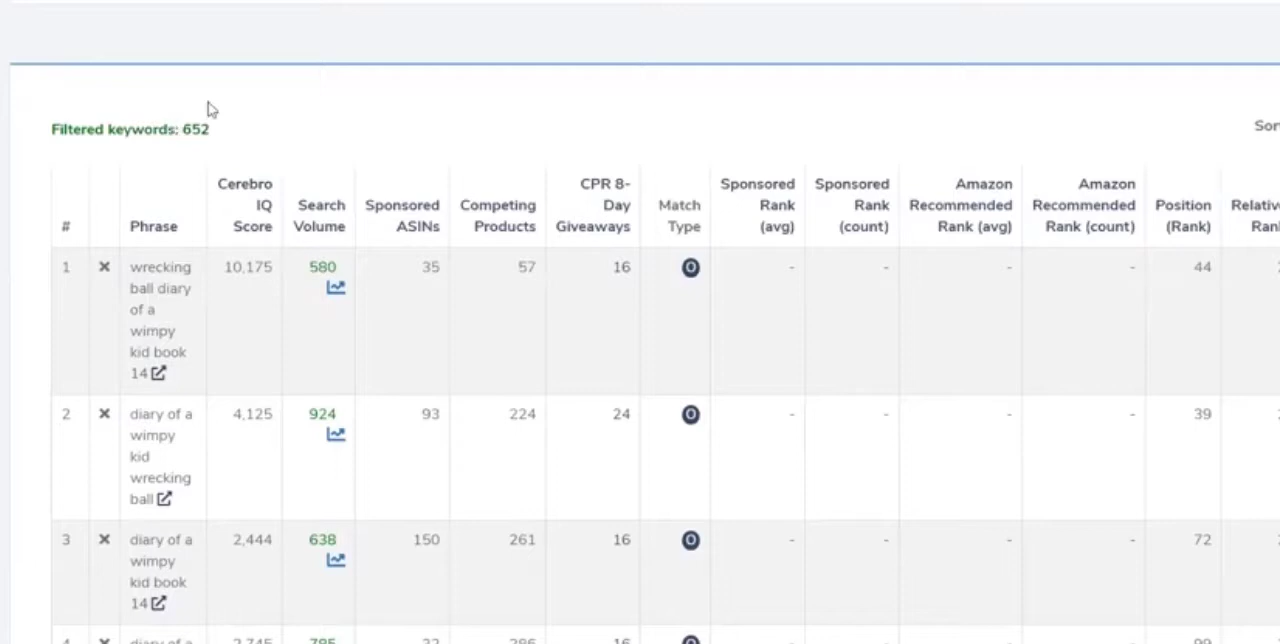 Filtered keywords: 652
Sor
# Phrase Cerebro IQ Score Search Volume Sponsored ASINs Competing Products CPR 8-Day Giveaways Match Type Sponsored Rank (avg) Sponsored Rank (count) Amazon Recommended Rank (avg) Amazon Recommended Rank (count) Position (Rank) Relative Ran
1 × wrecking 10,175 580 35 57 16 O - - - - 44
ball diary
of a
wimpy
kid book
14
2 × diary of a 4,125 924 93 224 24 O - - - - 39
wimpy
kid
wrecking
ball
3 × diary of a 2,444 638 150 261 16 O - - - - 72
wimpy
kid book
14